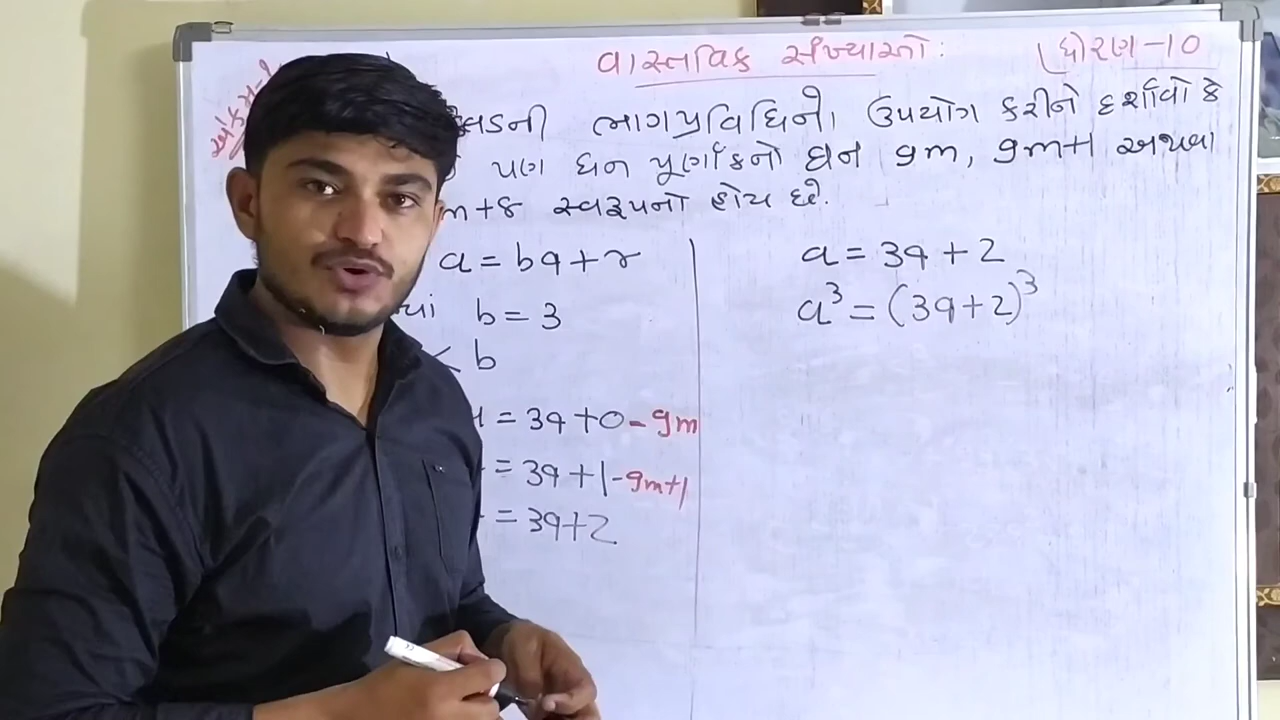 વાસ્તવિક સંખ્યાઓ:
ધોરણ-10
ભાગપ્રવિધિનો ઉપયોગ કરીને દર્શાવો કે
પણ ધન પૂર્ણાંકનો ઘન 9m, 9m+1 અથવા
m+8 સ્વરૂપનો હોય છે.
a = bq + r
b = 3
< b
= 3q + 0 - 9m
= 3q + 1 - 9m+1
= 3q+2
a = 3q + 2
a³ = (3q+2)³